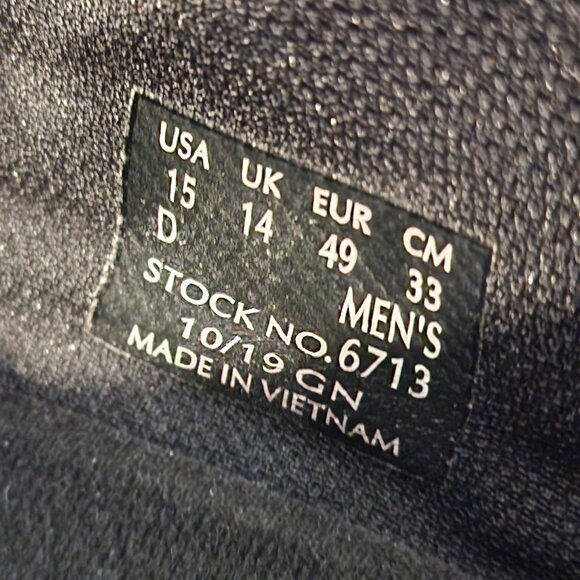 USA UK EUR CM
15 14 49 33
D MEN'S
STOCK NO. 6713
10/19 GN
MADE IN VIETNAM